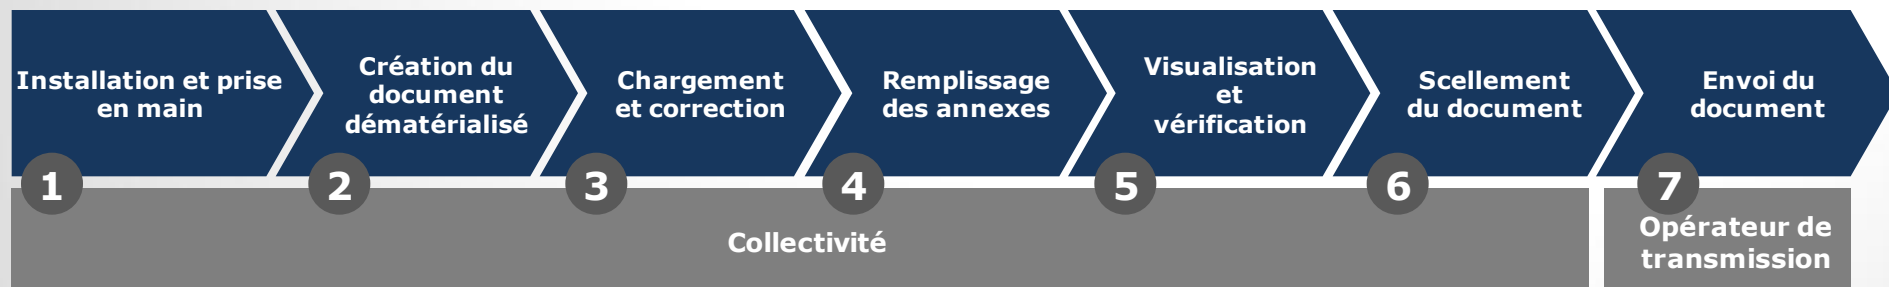 Installation et prise
en main
Création du
document
dématérialisé
Chargement
et correction
Remplissage
des annexes
Visualisation
et
vérification
Scellement
du document
Envoi du
document
1
2
3
4
5
6
7
Collectivité
Opérateur de
transmission